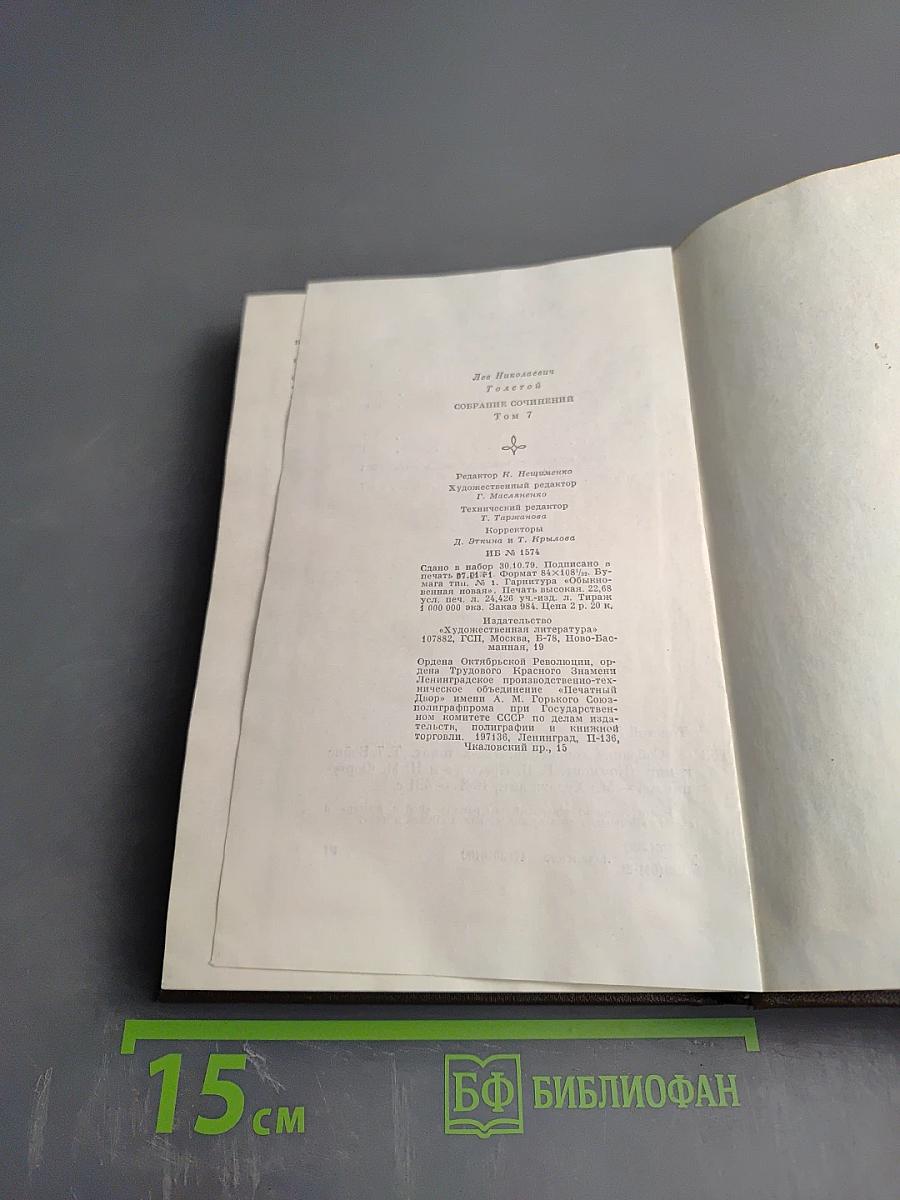 Лев Николаевич
Толстой
СОБРАНИЕ СОЧИНЕНИЙ
Том 7
Редактор К. Нещименко
Художественный редактор
Г. Масляненко
Технический редактор
Т. Таржанова
Корректоры
Д. Эткина и Т. Крылова
ИБ № 1574
Сдано в набор 30.10.79. Подписано в
печать 07.01.81. Формат 84×108¹/₃₂. Бу-
мага тип. № 1. Гарнитура «Обыкно-
венная новая». Печать высокая. 22,68
усл. печ. л. 24,426 уч.-изд. л. Тираж
1 000 000 экз. Заказ 984. Цена 2 р. 20 к.
Издательство
«Художественная литература»
107882, ГСП, Москва, Б-78, Ново-Бас-
манная, 19
Ордена Октябрьской Революции, ор-
дена Трудового Красного Знамени
Ленинградское производственно-тех-
ническое объединение «Печатный
Двор» имени А. М. Горького Союз-
полиграфпрома при Государствен-
ном комитете СССР по делам изда-
тельств, полиграфии и книжной
торговли. 197136, Ленинград, П-136,
Чкаловский пр., 15
15 см
БФ БИБЛИОФАН